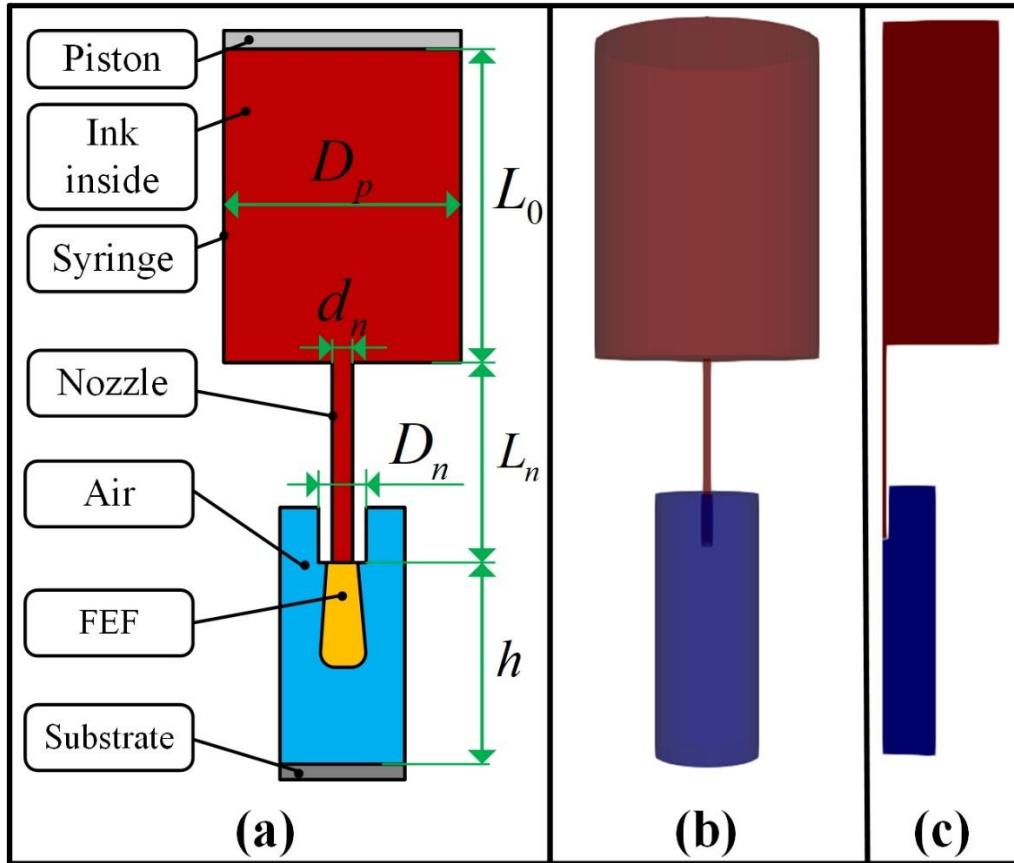 Piston
Ink
inside
Syringe
Nozzle
Air
FEF
Substrate
D_p
L_0
d_n
D_n
L_n
h
(a)
(b)
(c)